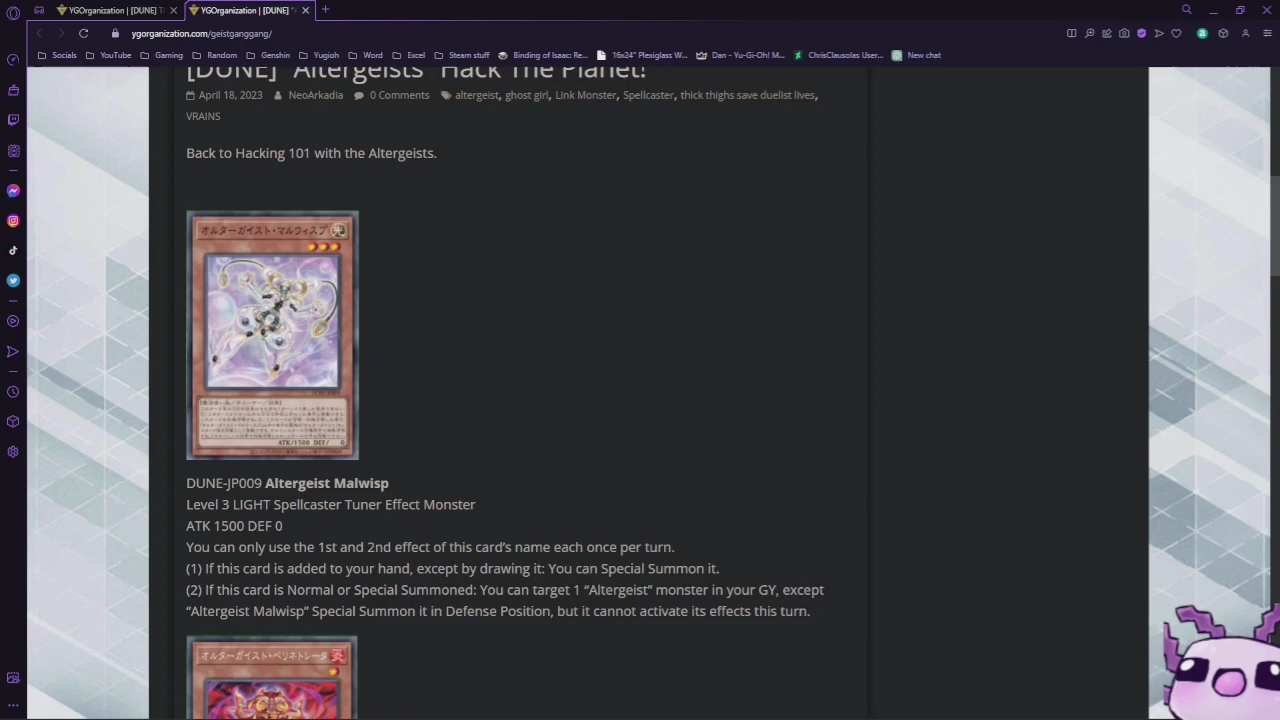 YGOrganization | [DUNE] T
YGOrganization | [DUNE] "A
ygorganization.com/geistganggang/
Socials
YouTube
Gaming
Random
Genshin
Yugioh
Word
Excel
Steam stuff
Binding of Isaac: Re...
16x24" Plexiglass W...
Dan - Yu-Gi-Oh! M...
ChrisClausolas User...
New chat
[DUNE] "Altergeists" Hack The Planet!
April 18, 2023 NeoArkadia 0 Comments altergeist, ghost girl, Link Monster, Spellcaster, thick thighs save duelist lives,
VRAINS
Back to Hacking 101 with the Altergeists.
オルターガイスト・マルウィスプ
ATK/1500 DEF/ 0
DUNE-JP009 Altergeist Malwisp
Level 3 LIGHT Spellcaster Tuner Effect Monster
ATK 1500 DEF 0
You can only use the 1st and 2nd effect of this card's name each once per turn.
(1) If this card is added to your hand, except by drawing it: You can Special Summon it.
(2) If this card is Normal or Special Summoned: You can target 1 “Altergeist” monster in your GY, except
“Altergeist Malwisp” Special Summon it in Defense Position, but it cannot activate its effects this turn.
オルターガイスト・ペリネトレータ
炎